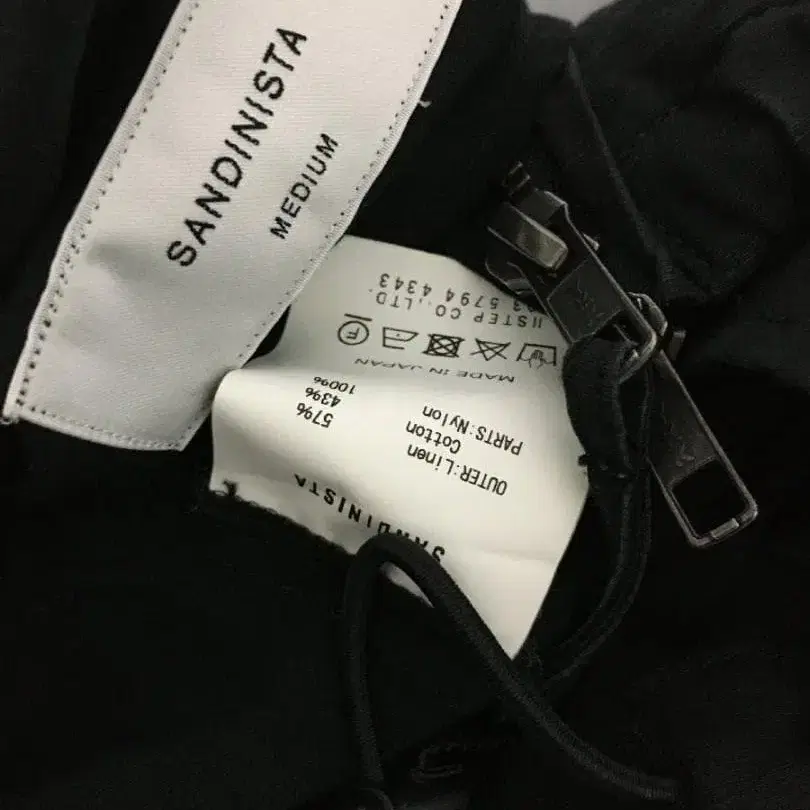 SANDINISTA
MEDIUM
SANDINISTA
OUTER:Linen 57%
Cotton 43%
PARTS:Nylon 100%
MADE IN JAPAN
F
STEP CO.,LTD.
5794 4343